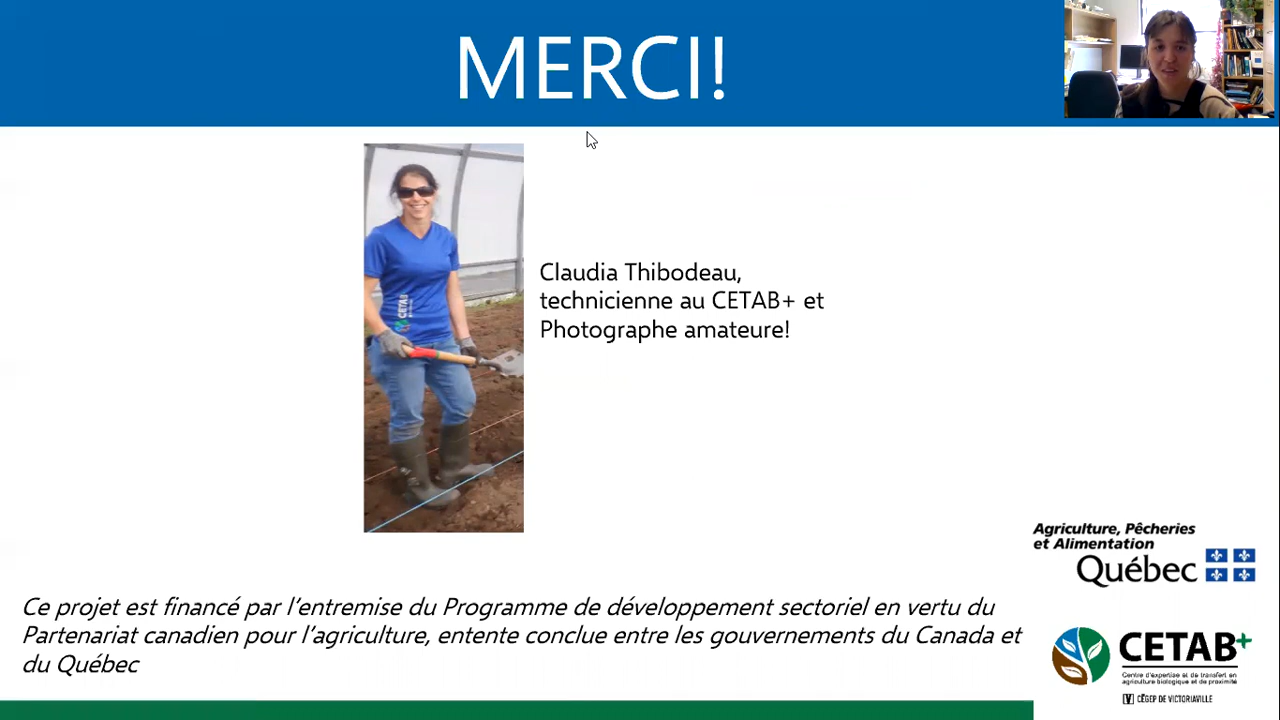 MERCI!
CETAB
Claudia Thibodeau,
technicienne au CETAB+ et
Photographe amateure!
Agriculture, Pêcheries
et Alimentation
Québec
Ce projet est financé par l'entremise du Programme de développement sectoriel en vertu du
Partenariat canadien pour l'agriculture, entente conclue entre les gouvernements du Canada et
du Québec
CETAB+
Centre d'expertise et de transfert en
agriculture biologique et de proximité
CÉGEP DE VICTORIAVILLE